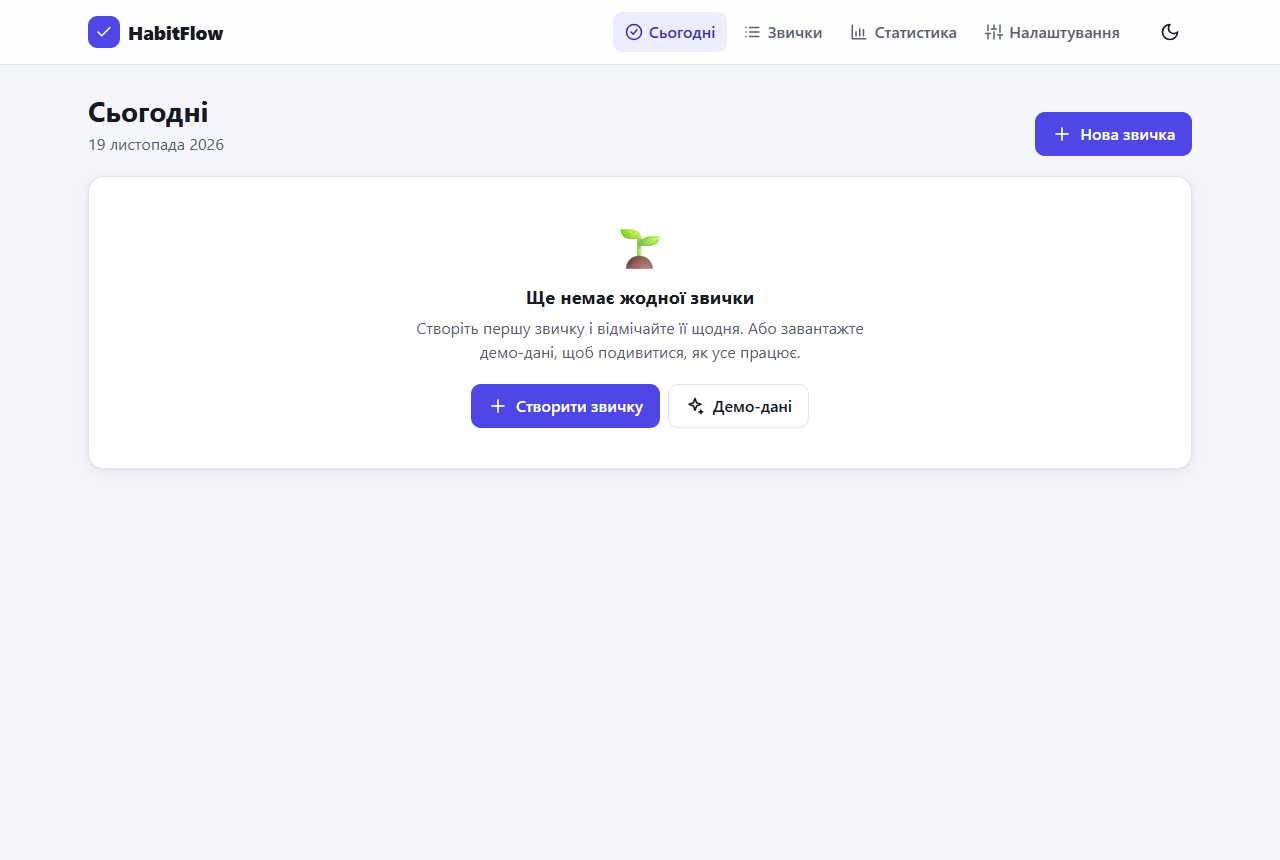 HabitFlow
Сьогодні
Звички
Статистика
Налаштування
Сьогодні
19 листопада 2026
Нова звичка
Ще немає жодної звички
Створіть першу звичку і відмічайте її щодня. Або завантажте
демо-дані, щоб подивитися, як усе працює.
Створити звичку
Демо-дані